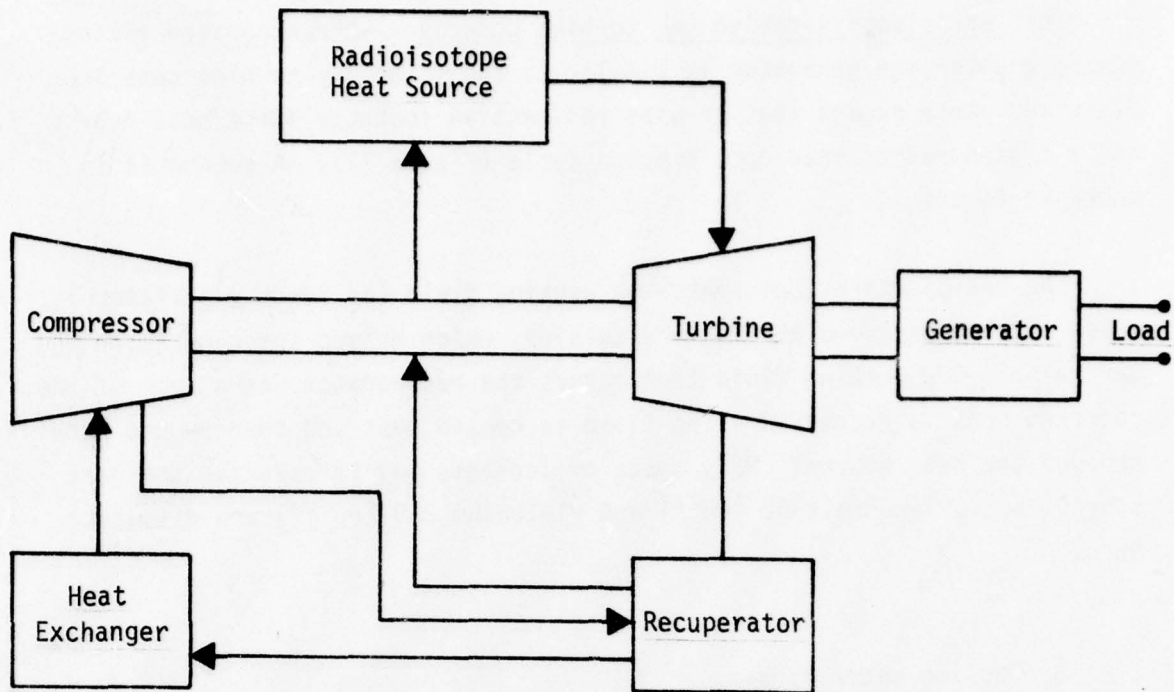 Radioisotope
Heat Source
Compressor
Turbine
Generator
Load
Heat
Exchanger
Recuperator